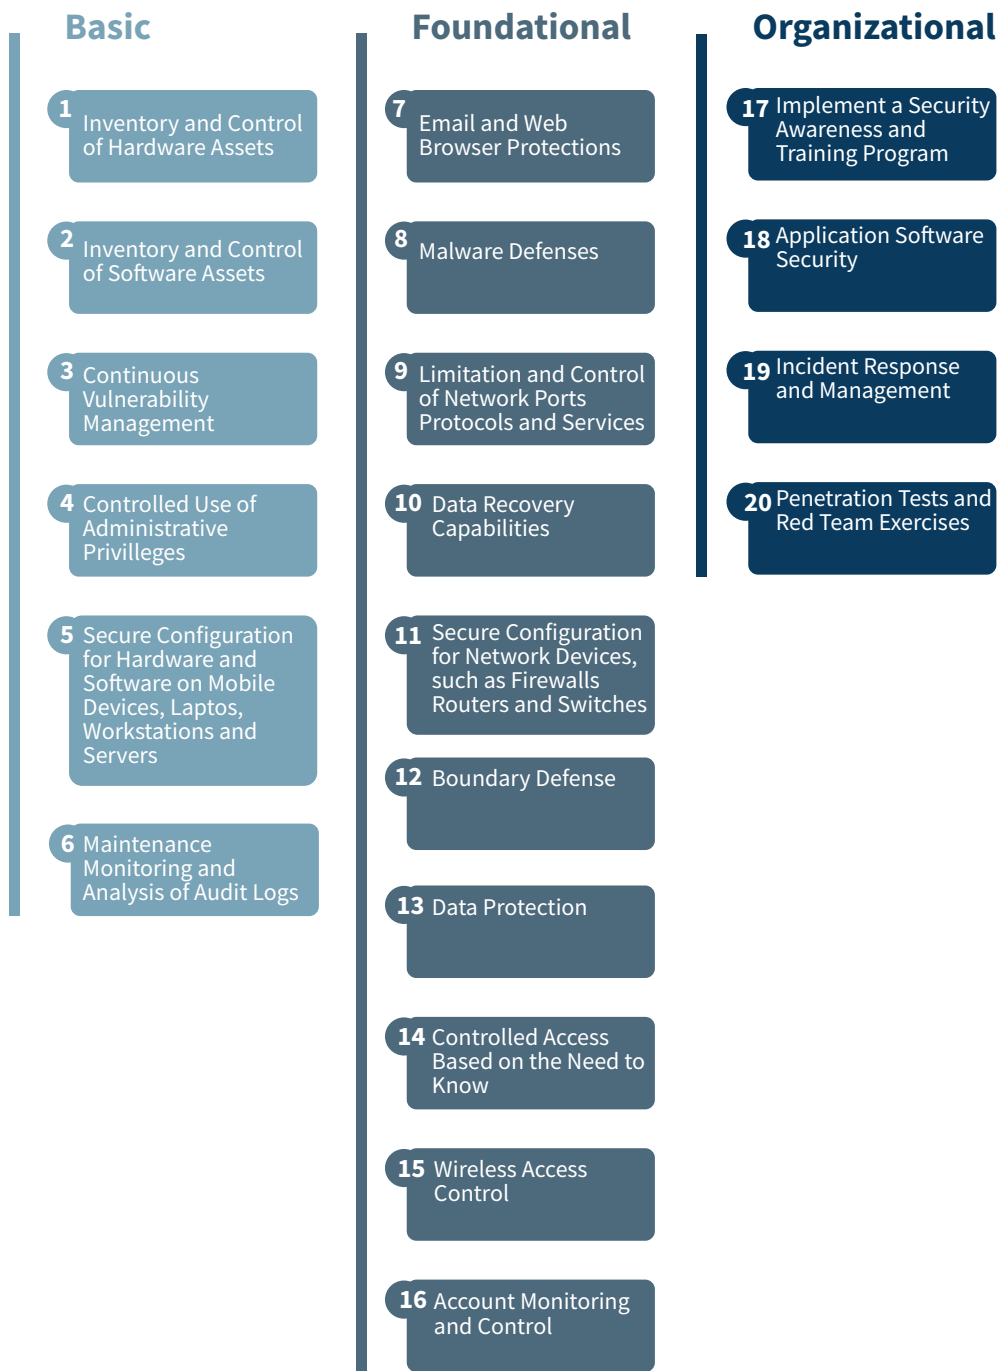 Basic
1
Inventory and Control
of Hardware Assets
2
Inventory and Control
of Software Assets
3
Continuous
Vulnerability
Management
4
Controlled Use of
Administrative
Privilleges
5
Secure Configuration
for Hardware and
Software on Mobile
Devices, Laptos,
Workstations and
Servers
6
Maintenance
Monitoring and
Analysis of Audit Logs
Foundational
7
Email and Web
Browser Protections
8
Malware Defenses
9
Limitation and Control
of Network Ports
Protocols and Services
10
Data Recovery
Capabilities
11
Secure Configuration
for Network Devices,
such as Firewalls
Routers and Switches
12
Boundary Defense
13
Data Protection
14
Controlled Access
Based on the Need to
Know
15
Wireless Access
Control
16
Account Monitoring
and Control
Organizational
17
Implement a Security
Awareness and
Training Program
18
Application Software
Security
19
Incident Response
and Management
20
Penetration Tests and
Red Team Exercises